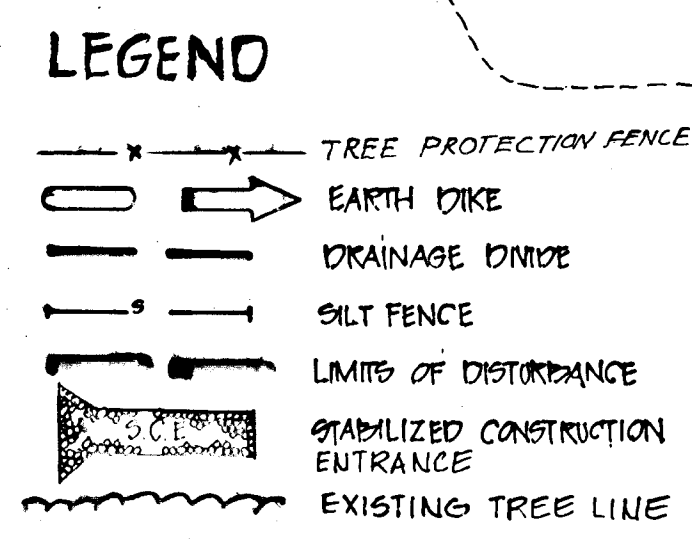 LEGEND
TREE PROTECTION FENCE
EARTH DIKE
DRAINAGE DIVIDE
S
SILT FENCE
LIMITS OF DISTURBANCE
S.C.E
STABILIZED CONSTRUCTION
ENTRANCE
EXISTING TREE LINE